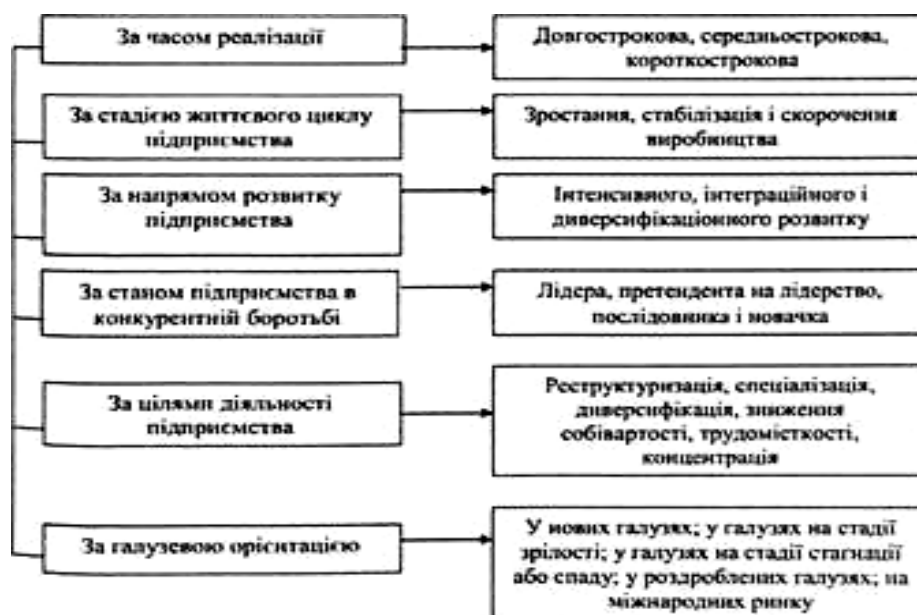 За часом реалізації
Довгострокова, середньострокова,
короткострокова
За стадією життєвого циклу
підприємства
Зростання, стабілізація і скорочення
виробництва
За напрямом розвитку
підприємства
Інтенсивного, інтеграційного і
диверсифікаціонного розвитку
За станом підприємства в
конкурентній боротьбі
Лідера, претендента на лідерство,
послідовника і новачка
За цілями діяльності
підприємства
Реструктуризація, спеціалізація,
диверсифікація, зниження
собівартості, трудомісткості,
концентрація
За галузевою орієнтацією
У нових галузях; у галузях на стадії
зрілості; у галузях на стадії стагнації
або спаду; у роздроблених галузях; на
міжнародних ринку